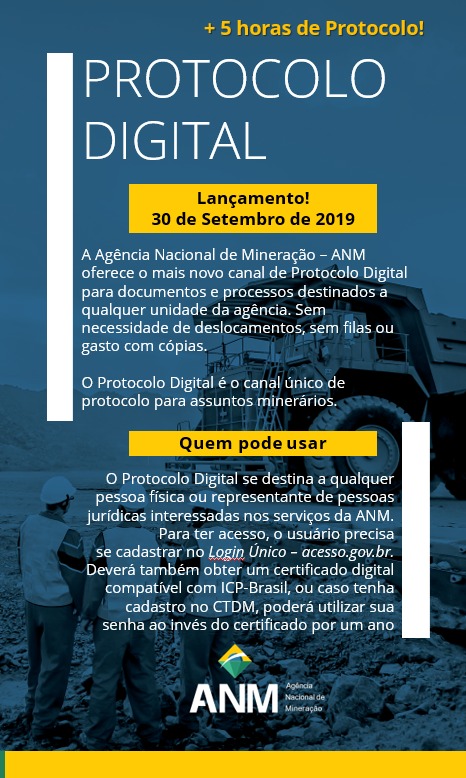 + 5 horas de Protocolo!
PROTOCOLO
DIGITAL
Lançamento!
30 de Setembro de 2019
A Agência Nacional de Mineração – ANM
oferece o mais novo canal de Protocolo Digital
para documentos e processos destinados a
qualquer unidade da agência. Sem
necessidade de deslocamentos, sem filas ou
gasto com cópias.
O Protocolo Digital é o canal único de
protocolo para assuntos minerários.
Quem pode usar
O Protocolo Digital se destina a qualquer
pessoa física ou representante de pessoas
jurídicas interessadas nos serviços da ANM.
Para ter acesso, o usuário precisa
se cadastrar no Login Único – acesso.gov.br.
Deverá também obter um certificado digital
compatível com ICP-Brasil, ou caso tenha
cadastro no CTDM, poderá utilizar sua
senha ao invés do certificado por um ano
ANM
Agência
Nacional de
Mineração